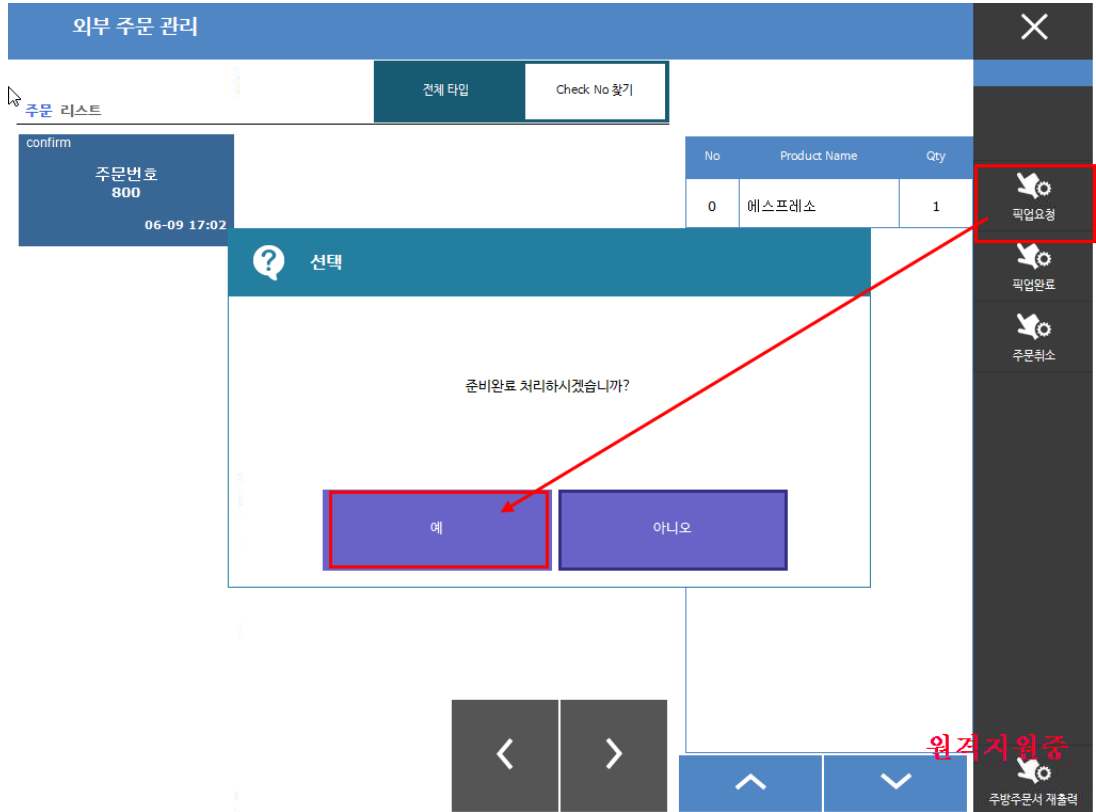 외부 주문 관리
전체 타입
Check No 찾기
주문 리스트
confirm
주문번호
800
06-09 17:02
No Product Name Qty
0 에스프레소 1
선택
준비완료 처리하시겠습니까?
예
아니오
픽업요청
픽업완료
주문취소
원격지원중
주방주문서 재출력